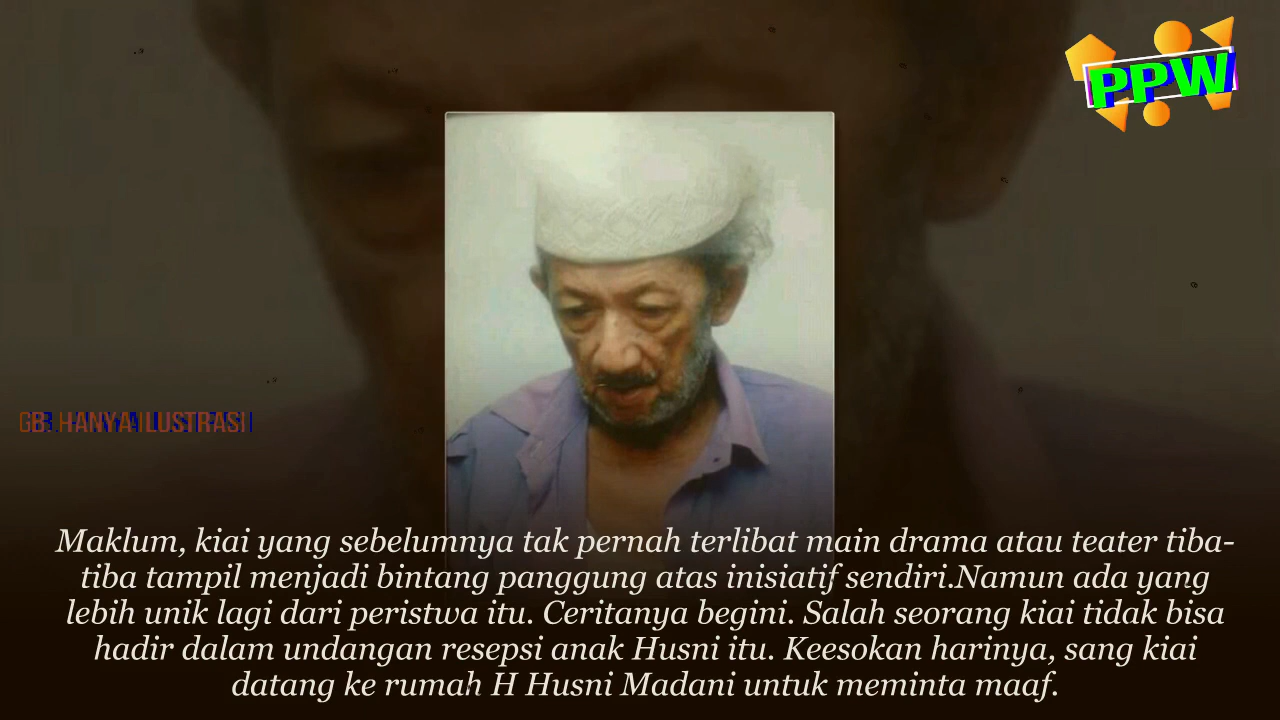 PPW
GB. HANYA ILUSTRASI
Maklum, kiai yang sebelumnya tak pernah terlibat main drama atau teater tiba-
tiba tampil menjadi bintang panggung atas inisiatif sendiri.Namun ada yang
lebih unik lagi dari peristwa itu. Ceritanya begini. Salah seorang kiai tidak bisa
hadir dalam undangan resepsi anak Husni itu. Keesokan harinya, sang kiai
datang ke rumah H Husni Madani untuk meminta maaf.